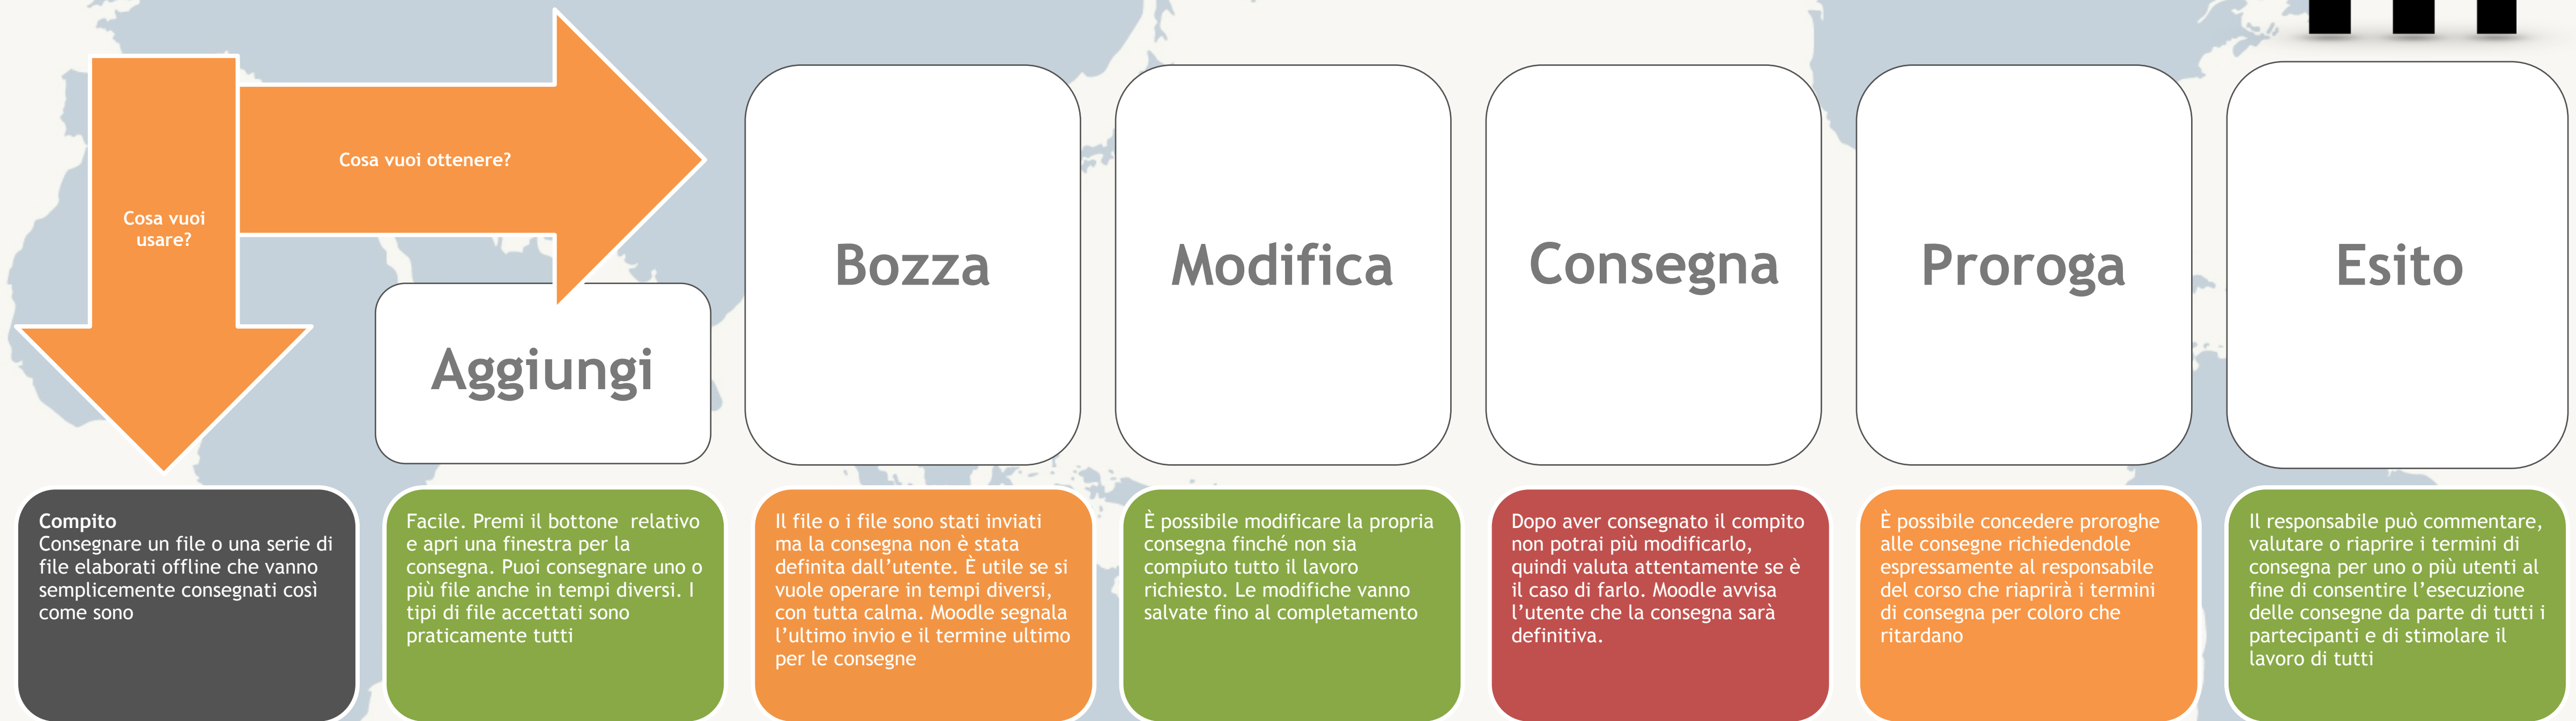 Cosa vuoi ottenere?
Cosa vuoi
usare?
Aggiungi
Bozza
Modifica
Consegna
Proroga
Esito
Compito
Consegnare un file o una serie di
file elaborati offline che vanno
semplicemente consegnati così
come sono
Facile. Premi il bottone  relativo
e apri una finestra per la
consegna. Puoi consegnare uno o
più file anche in tempi diversi. I
tipi di file accettati sono
praticamente tutti
Il file o i file sono stati inviati
ma la consegna non è stata
definita dall’utente. È utile se si
vuole operare in tempi diversi,
con tutta calma. Moodle segnala
l’ultimo invio e il termine ultimo
per le consegne
È possibile modificare la propria
consegna finché non sia
compiuto tutto il lavoro
richiesto. Le modifiche vanno
salvate fino al completamento
Dopo aver consegnato il compito
non potrai più modificarlo,
quindi valuta attentamente se è
il caso di farlo. Moodle avvisa
l’utente che la consegna sarà
definitiva.
È possibile concedere proroghe
alle consegne richiedendole
espressamente al responsabile
del corso che riaprirà i termini
di consegna per coloro che
ritardano
Il responsabile può commentare,
valutare o riaprire i termini di
consegna per uno o più utenti al
fine di consentire l’esecuzione
delle consegne da parte di tutti i
partecipanti e di stimolare il
lavoro di tutti